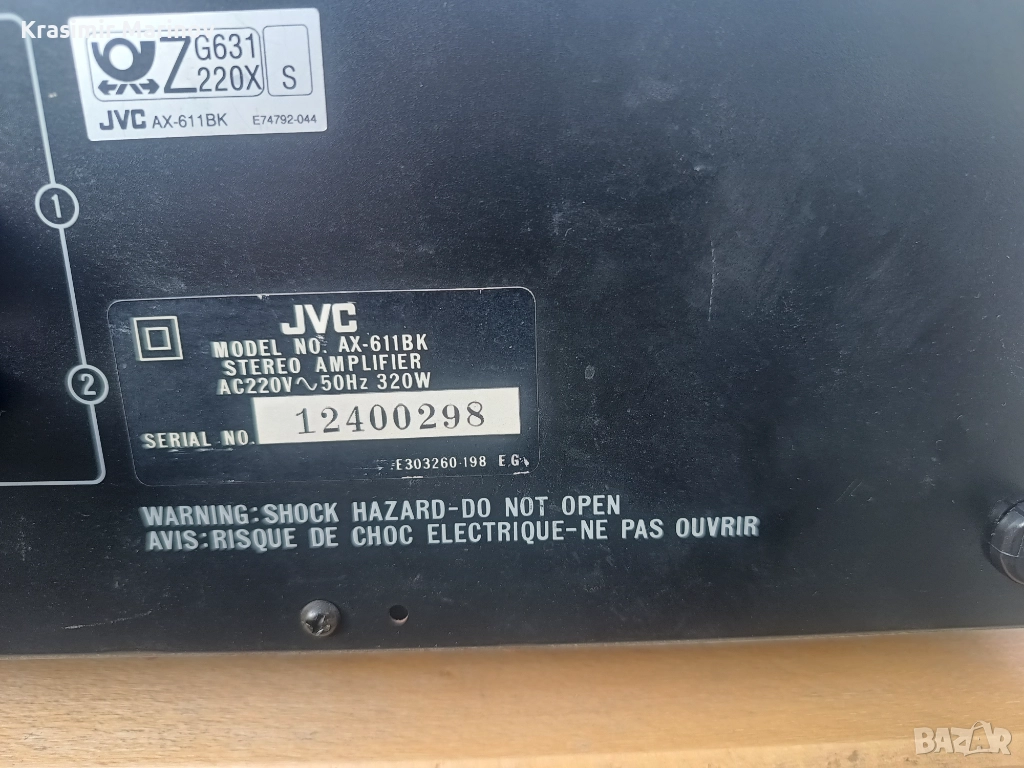 Krasimir Marinov
Z G631
220X S
JVC AX-611BK E74792-044
1
2
JVC
MODEL NO. AX-611BK
STEREO AMPLIFIER
AC220V~50Hz 320W
SERIAL NO. 12400298
E303260-198 E.G
WARNING:SHOCK HAZARD-DO NOT OPEN
AVIS:RISQUE DE CHOC ELECTRIQUE-NE PAS OUVRIR
BAZAR